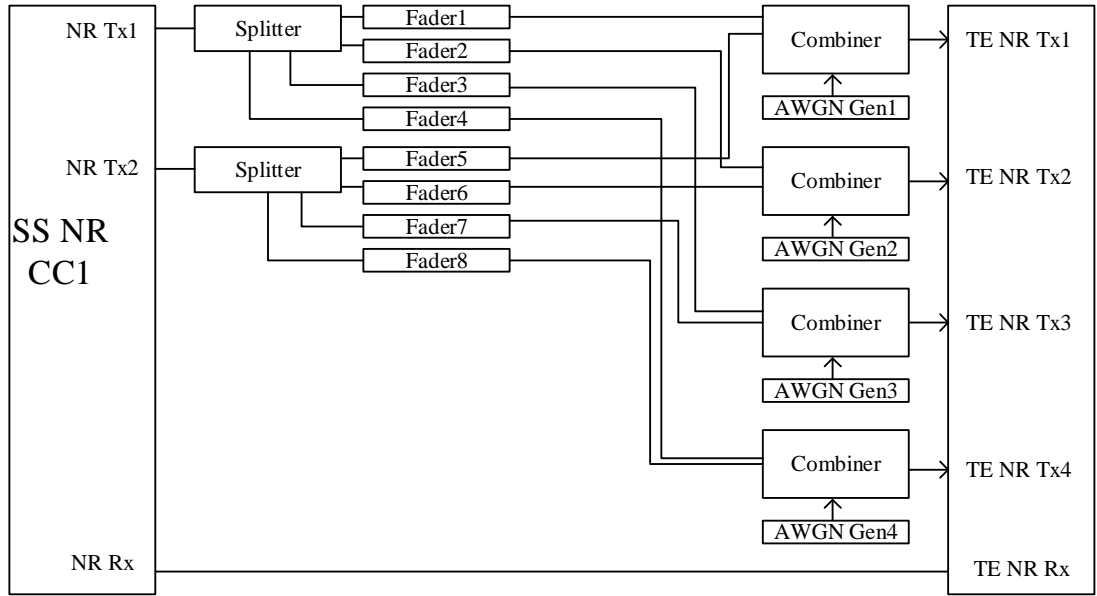 NR Tx1
Splitter
Fader1
Fader2
Fader3
Fader4
Combiner
AWGN Gen1
TE NR Tx1
NR Tx2
Splitter
Fader5
Fader6
Fader7
Fader8
Combiner
AWGN Gen2
TE NR Tx2
SS NR
CC1
Combiner
AWGN Gen3
TE NR Tx3
Combiner
AWGN Gen4
TE NR Tx4
NR Rx
TE NR Rx